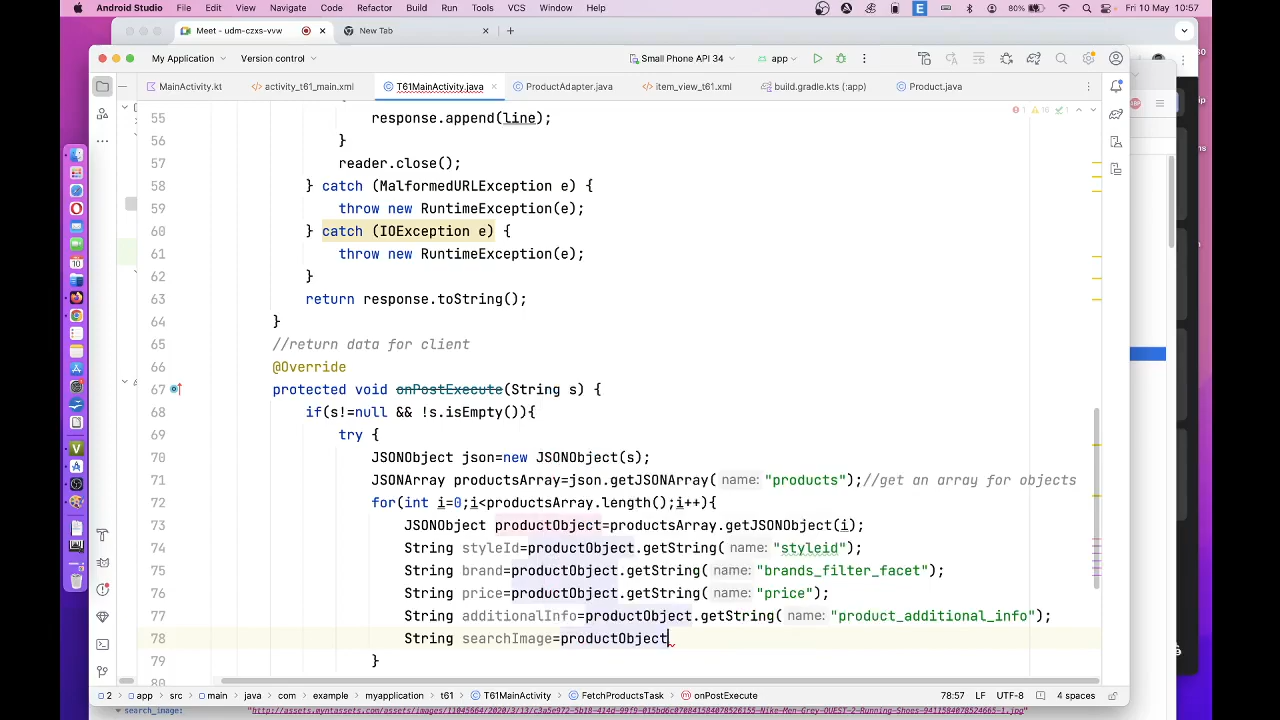 Android Studio File Edit View Navigate Code Refactor Build Run Tools VCS Window Help 80% Fri 10 May 10:57
Meet - udm-czxs-vvw New Tab
My Application Version control Small Phone API 34 app
MainActivity.kt activity_t61_main.xml T61MainActivity.java ProductAdapter.java item_view_t61.xml build.gradle.kts (:app) Product.java
1 16 1
55 response.append(line);
56 }
57 reader.close();
58 } catch (MalformedURLException e) {
59 throw new RuntimeException(e);
60 } catch (IOException e) {
61 throw new RuntimeException(e);
62 }
63 return response.toString();
64 }
65 //return data for client
66 @Override
67 protected void onPostExecute(String s) {
68 if(s!=null && !s.isEmpty()){
69 try {
70 JSONObject json=new JSONObject(s);
71 JSONArray productsArray=json.getJSONArray( name: "products");//get an array for objects
72 for(int i=0;i<productsArray.length();i++){
73 JSONObject productObject=productsArray.getJSONObject(i);
74 String styleId=productObject.getString( name: "styleid");
75 String brand=productObject.getString( name: "brands_filter_facet");
76 String price=productObject.getString( name: "price");
77 String additionalInfo=productObject.getString( name: "product_additional_info");
78 String searchImage=productObject
79 }
80
2 app src main java com example myapplication t61 T61MainActivity FetchProductsTask onPostExecute 78:57 LF UTF-8 4 spaces
search_image: